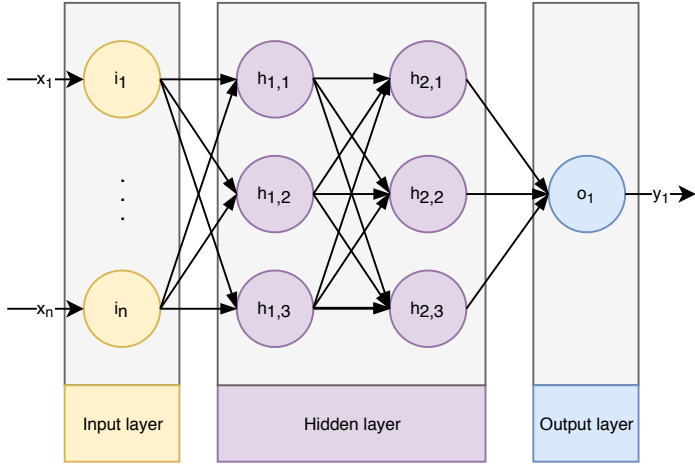 x₁ i₁ h₁,₁ h₂,₁
. h₁,₂ h₂,₂ o₁ y₁
.
.
xₙ iₙ h₁,₃ h₂,₃
Input layer Hidden layer Output layer